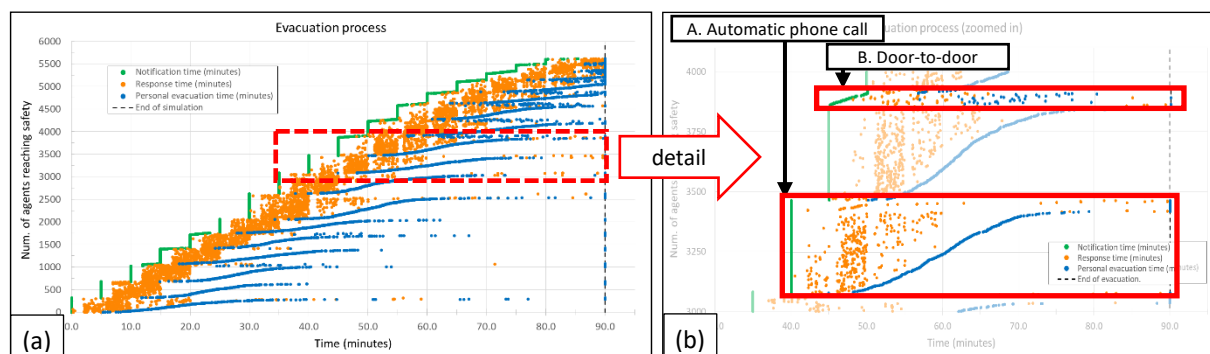 Evacuation process
Num. of agents reaching safety
6000
5500
5000
4500
4000
3500
3000
2500
2000
1500
1000
500
0
Notification time (minutes)
Response time (minutes)
Personal evacuation time (minutes)
End of simulation
0.0 10.0 20.0 30.0 40.0 50.0 60.0 70.0 80.0 90.0
Time (minutes)
(a)
detail
A. Automatic phone call
uation process (zoomed in)
B. Door-to-door
Num. of agents
safety
4000
3750
3500
3250
3000
Notification time (minutes)
Response time (minutes)
Personal evacuation time (minutes)
End of evacuation.
40.0 50.0 60.0 70.0 80.0 90.0
Time (minutes)
(b)